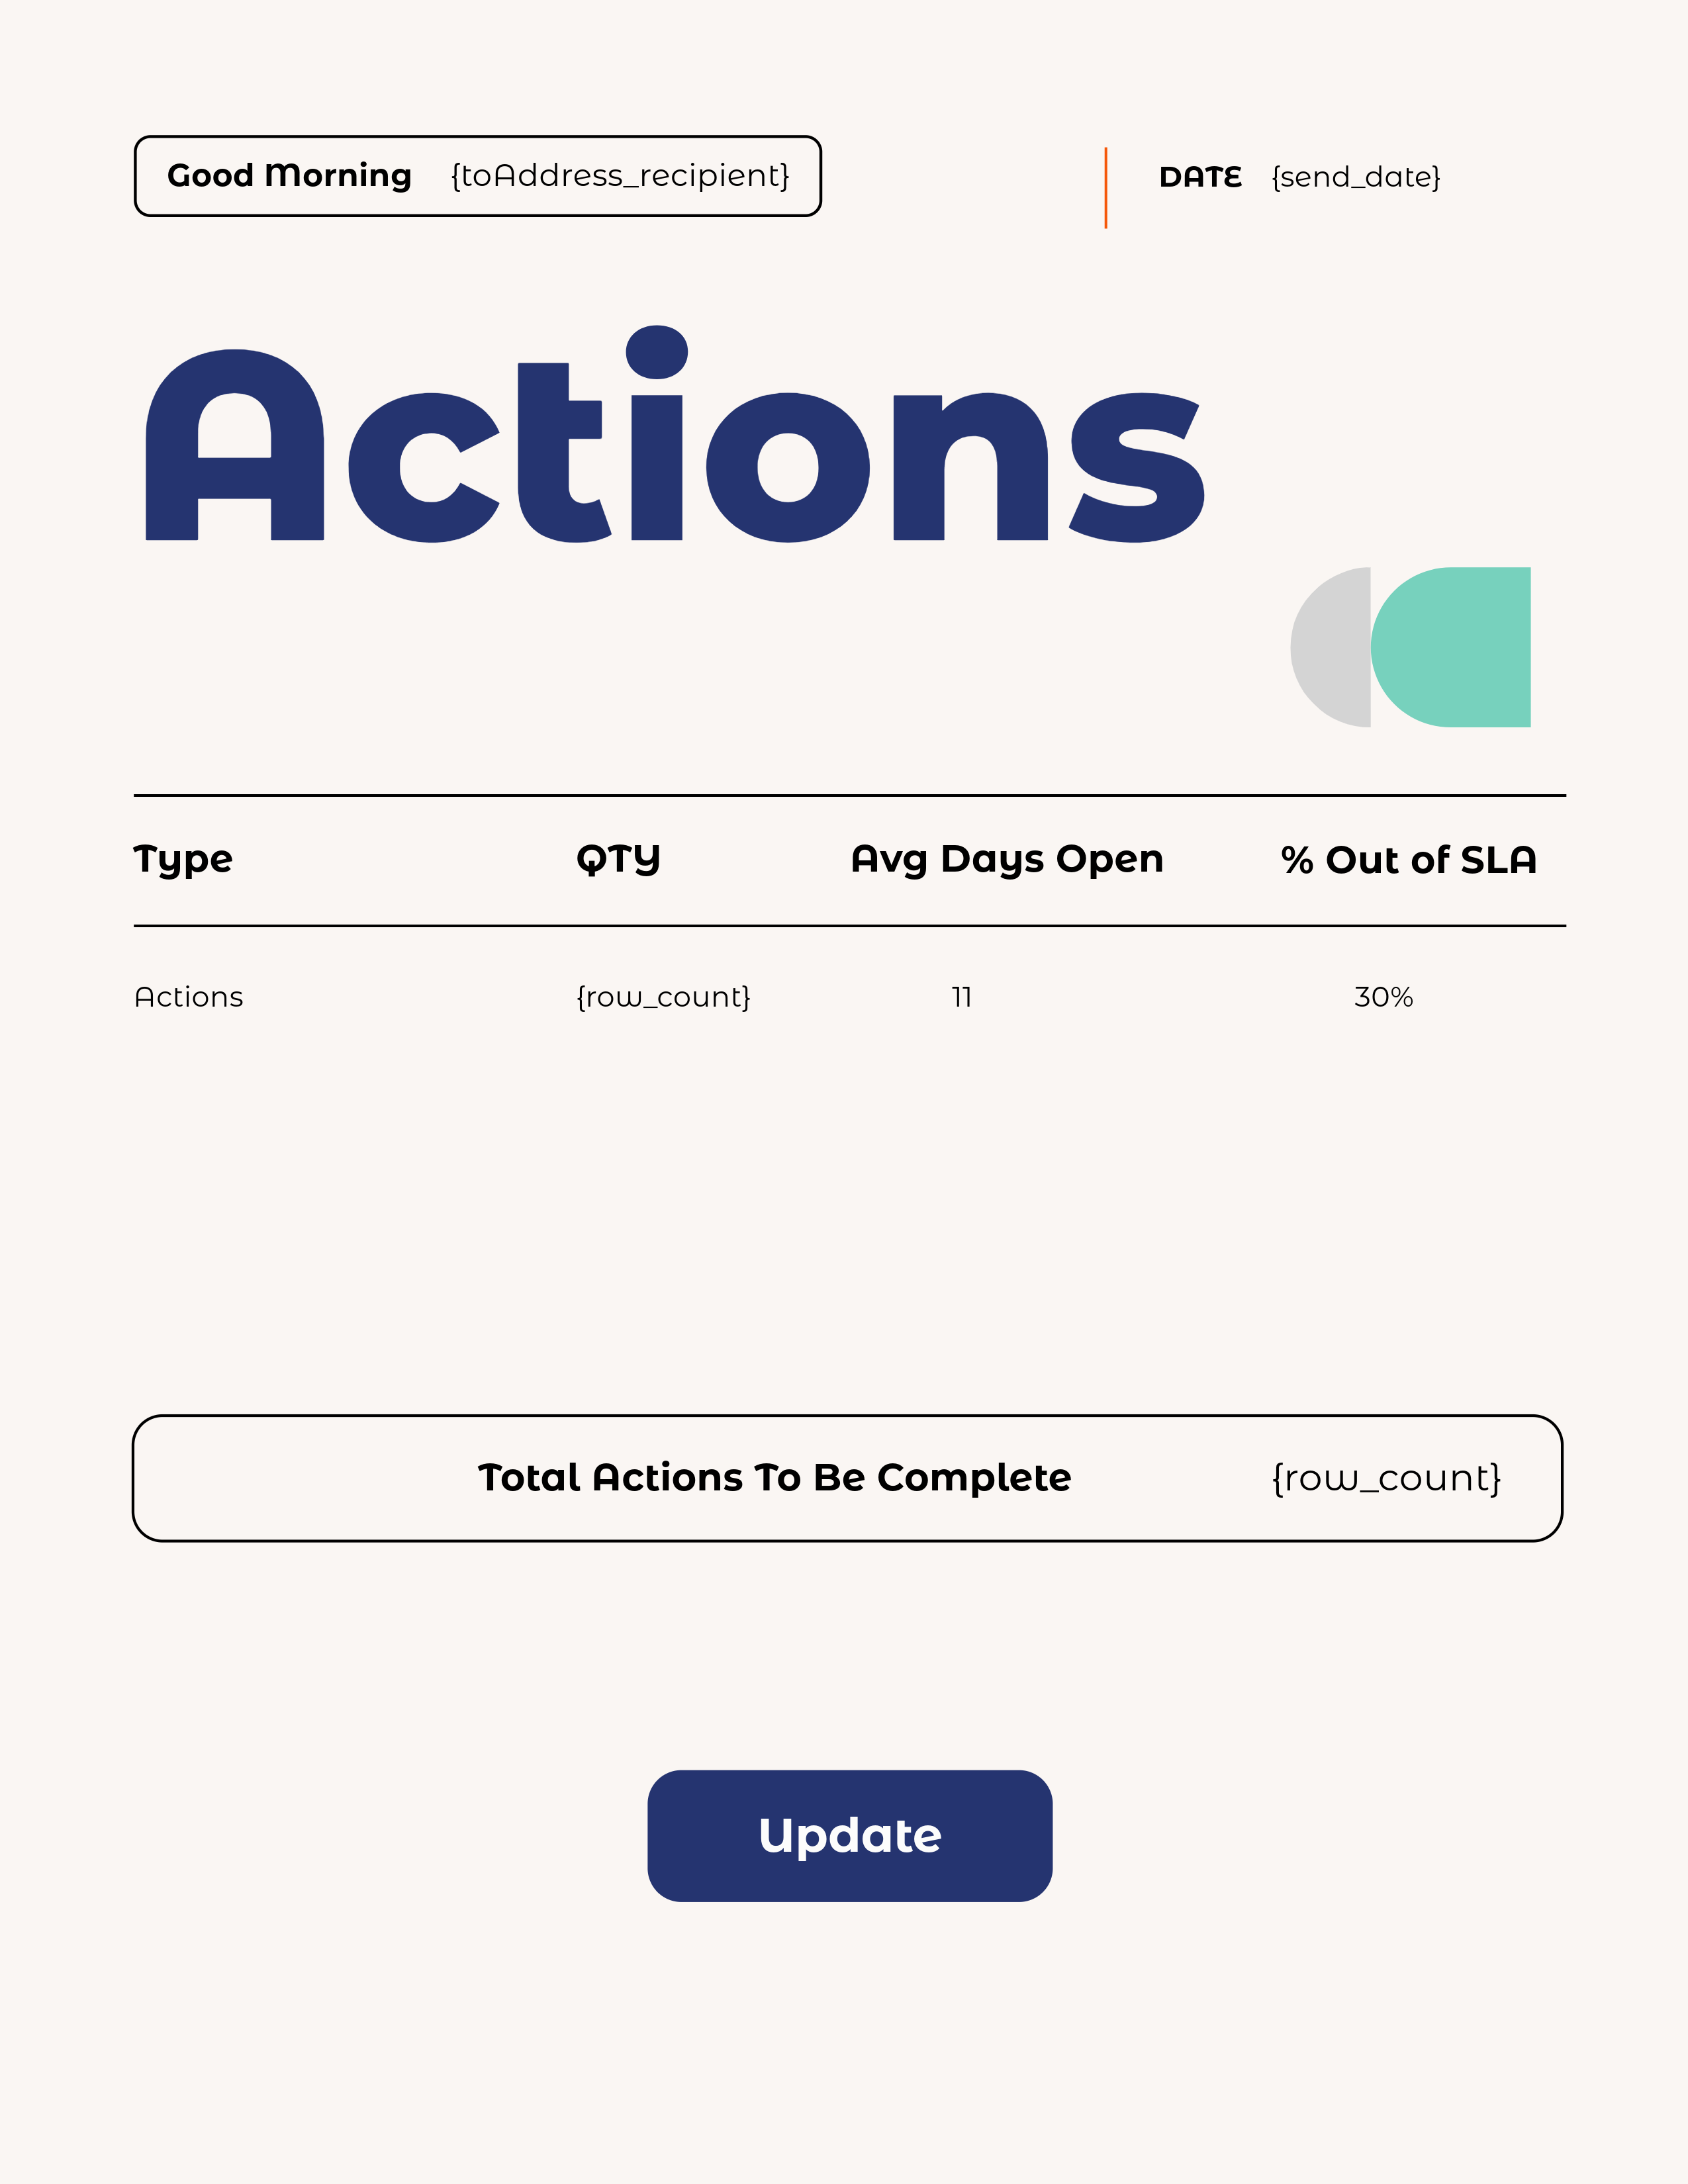 Good Morning {toAddress_recipient} DATE {send_date}
Actions
Type QTY Avg Days Open % Out of SLA
Actions {row_count} 11 30%
Total Actions To Be Complete {row_count}
Update